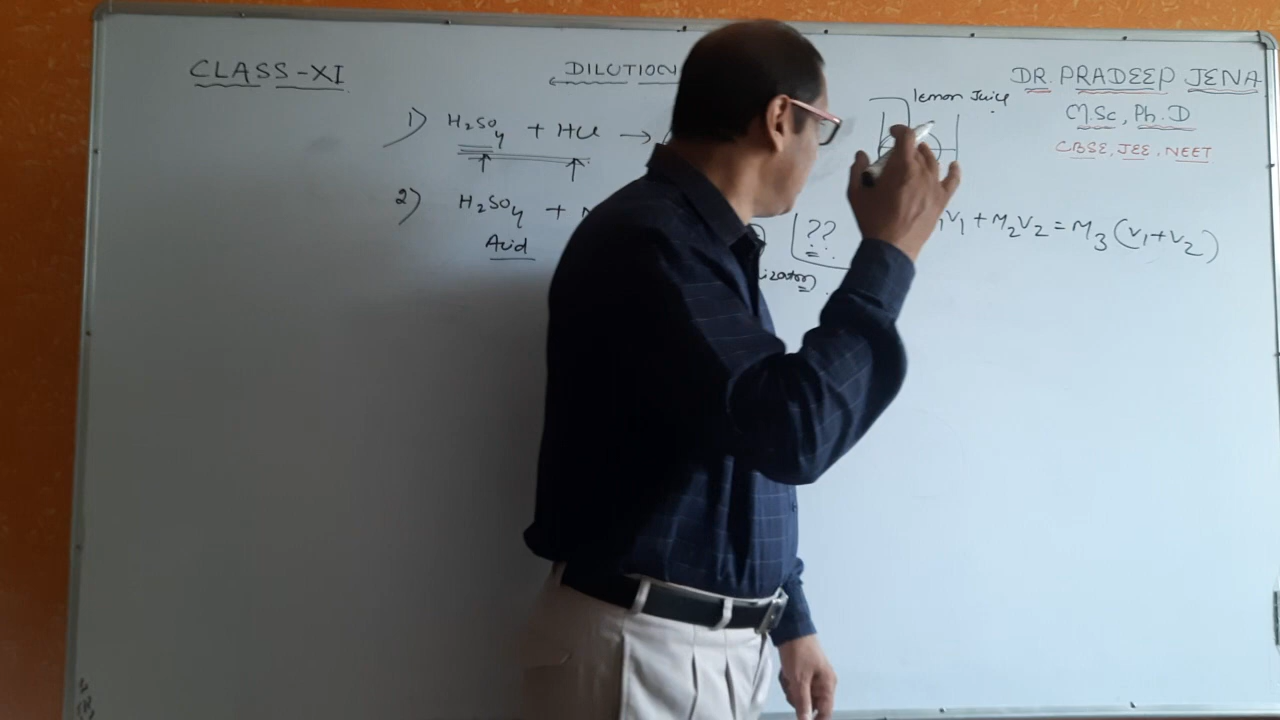 CLASS-XI
DILUTION
DR. PRADEEP JENA
M.Sc, Ph.D
CBSE, JEE, NEET
lemon Juice
1) H₂SO₄ + HCl →
2) H₂SO₄ +
Acid
??
V₁ + M₂V₂ = M₃(V₁+V₂)